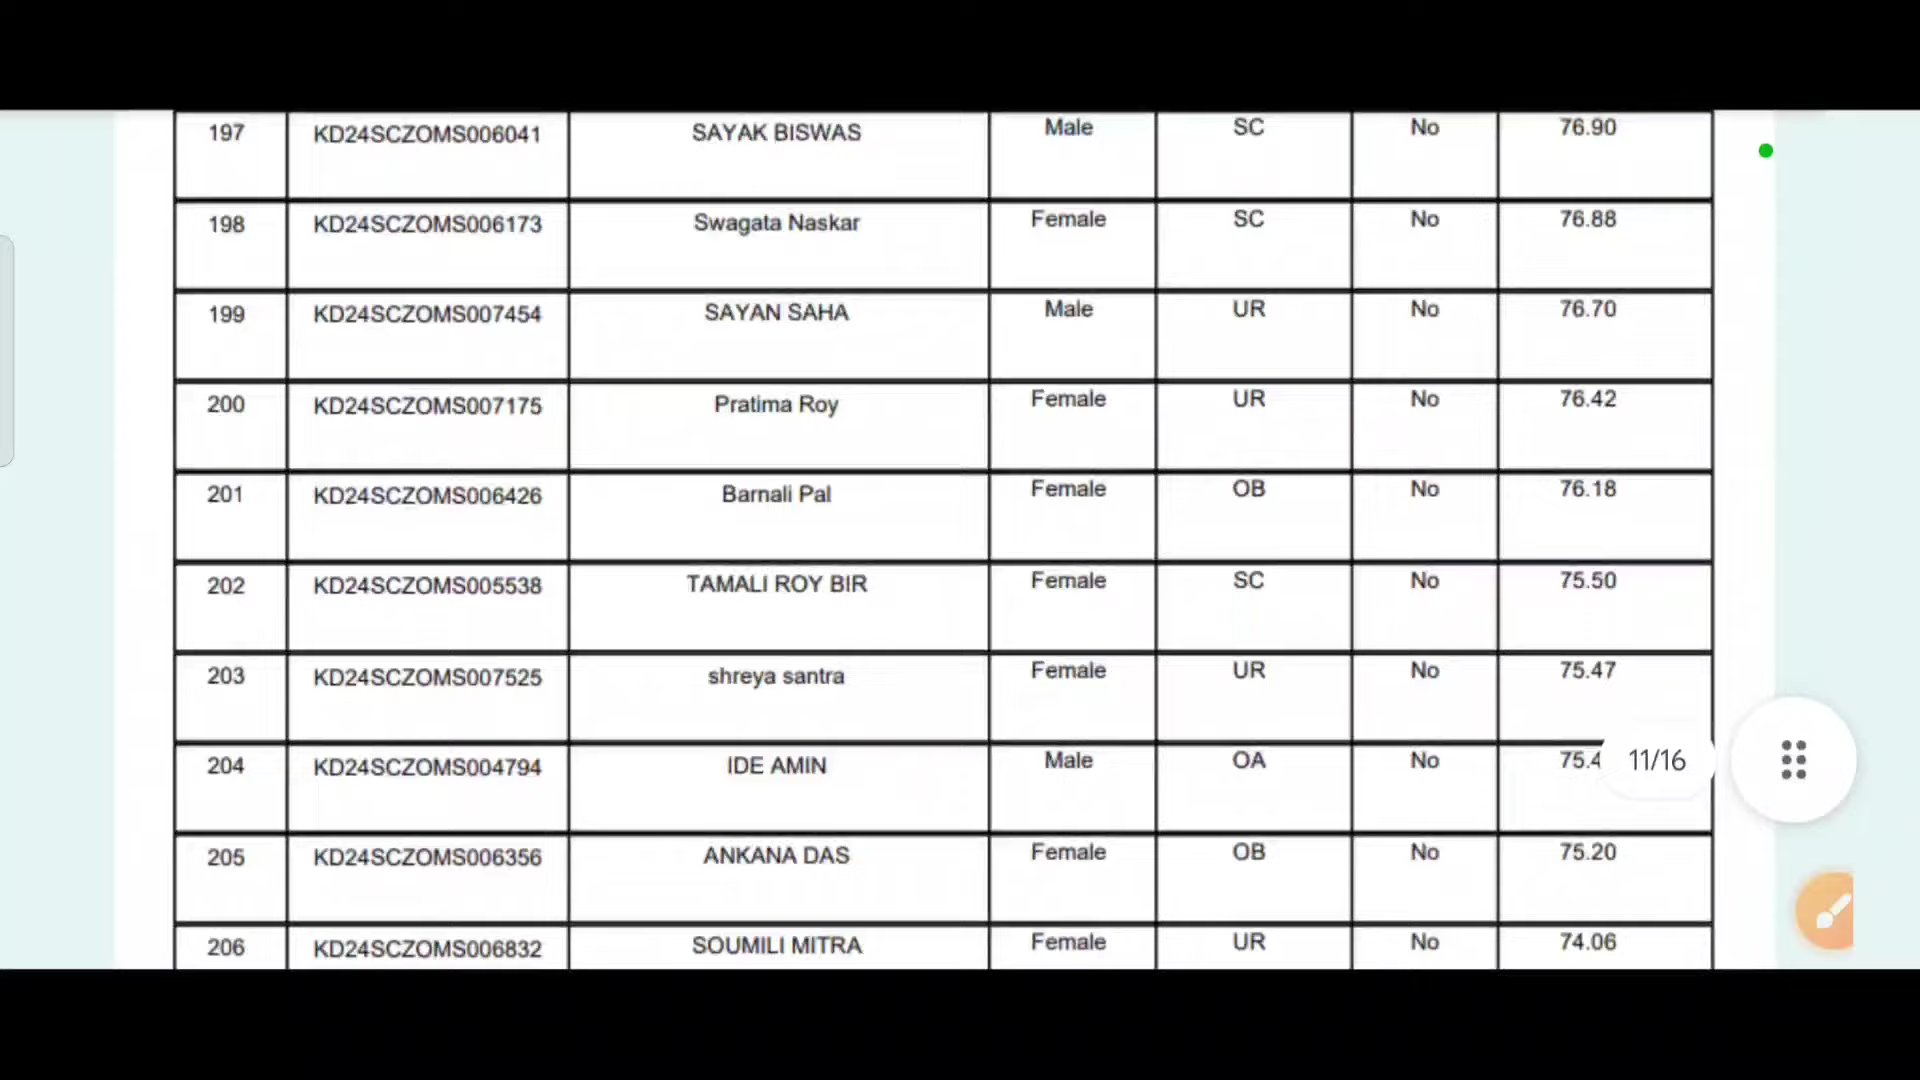 197 KD24SCZOMS006041 SAYAK BISWAS Male SC No 76.90
198 KD24SCZOMS006173 Swagata Naskar Female SC No 76.88
199 KD24SCZOMS007454 SAYAN SAHA Male UR No 76.70
200 KD24SCZOMS007175 Pratima Roy Female UR No 76.42
201 KD24SCZOMS006426 Barnali Pal Female OB No 76.18
202 KD24SCZOMS005538 TAMALI ROY BIR Female SC No 75.50
203 KD24SCZOMS007525 shreya santra Female UR No 75.47
204 KD24SCZOMS004794 IDE AMIN Male OA No 11/16
205 KD24SCZOMS006356 ANKANA DAS Female OB No 75.20
206 KD24SCZOMS006832 SOUMILI MITRA Female UR No 74.06